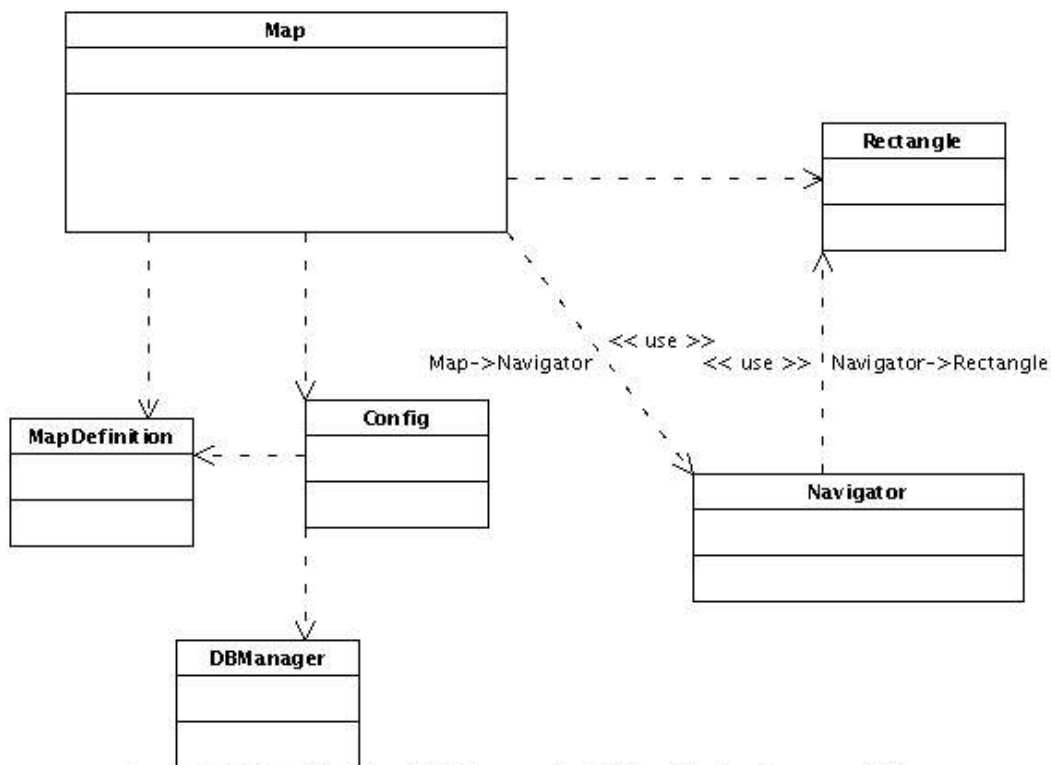 Map
Rectangle
<< use >>
Map->Navigator
<< use >>
Navigator->Rectangle
MapDefinition
Config
Navigator
DBManager